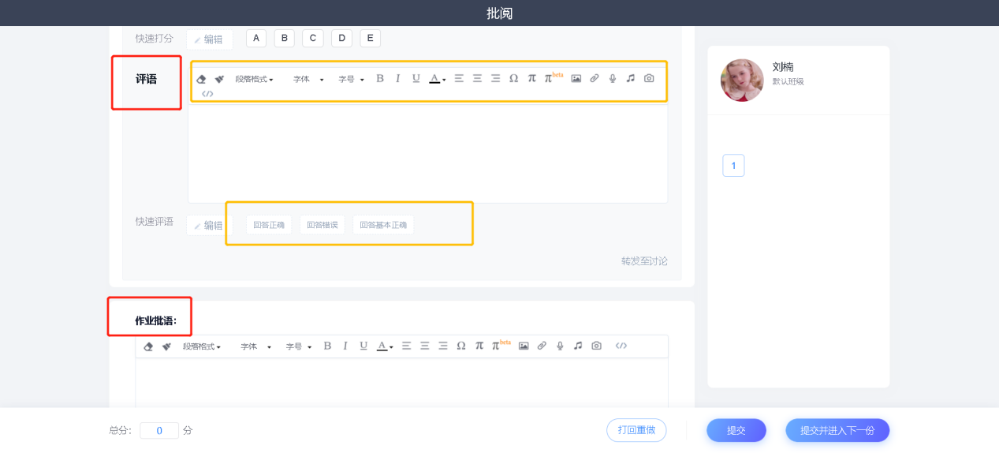 批阅
快速打分 编辑 A B C D E
评语
段落格式 字体 字号 B I U A Ω π πbeta
</>
快速评语 编辑 回答正确 回答错误 回答基本正确
转发至讨论
作业批语:
段落格式 字体 字号 B I U A Ω π πbeta </>
刘楠
默认班级
1
总分: 0 分 打回重做 提交 提交并进入下一份